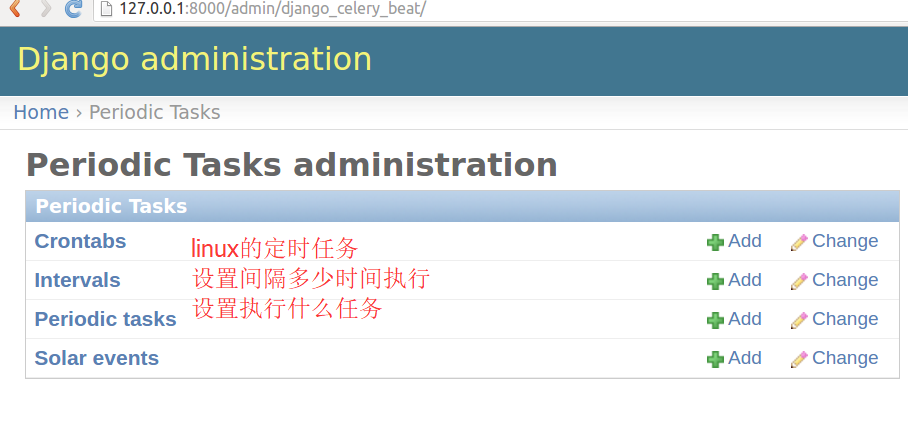 127.0.0.1:8000/admin/django_celery_beat/
Django administration
Home › Periodic Tasks
Periodic Tasks administration
Periodic Tasks
Crontabs linux的定时任务 Add Change
Intervals 设置间隔多少时间执行 Add Change
Periodic tasks 设置执行什么任务 Add Change
Solar events Add Change